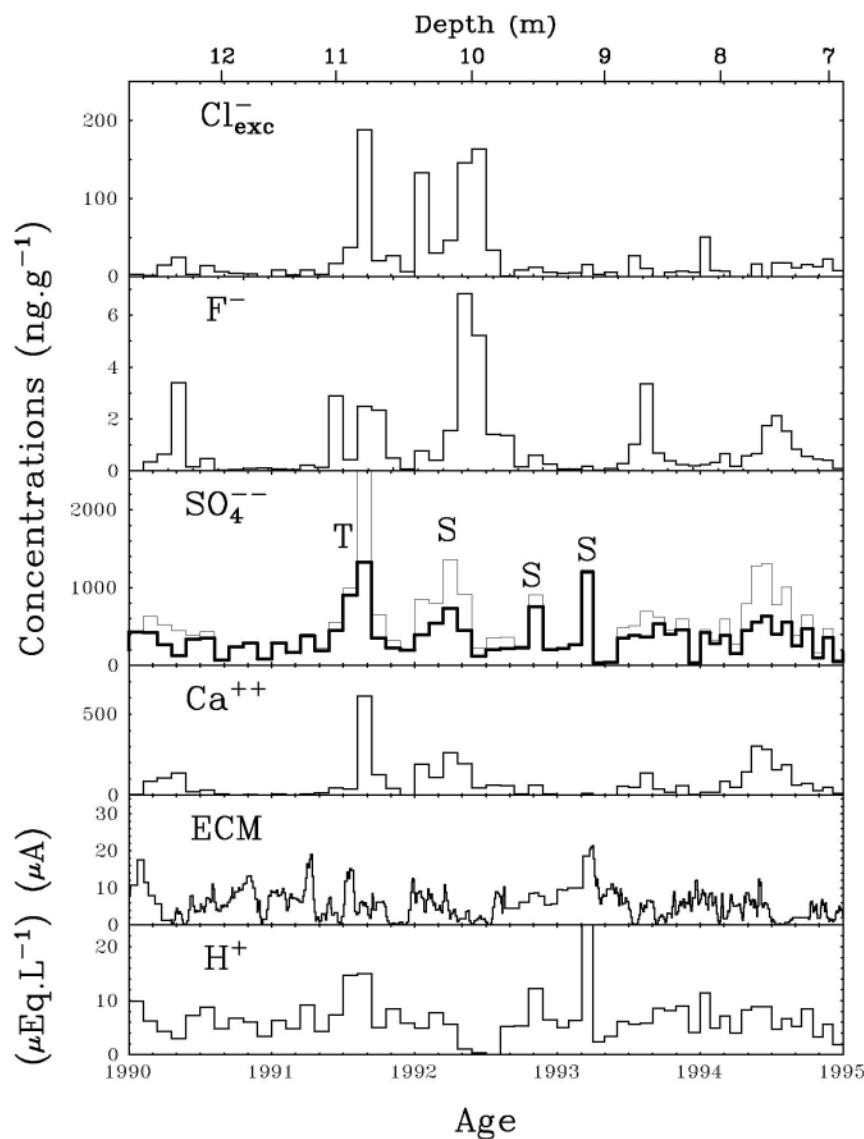 Depth (m)
12 11 10 9 8 7
Cl⁻exc
200
100
0
F⁻
6
4
2
0
SO₄⁻⁻
T S S S
2000
1000
0
Ca⁺⁺
500
0
ECM
30
20
10
0
H⁺
20
10
0
1990 1991 1992 1993 1994 1995
Age
Concentrations (ng.g⁻¹)
(μA)
(μEq.L⁻¹)